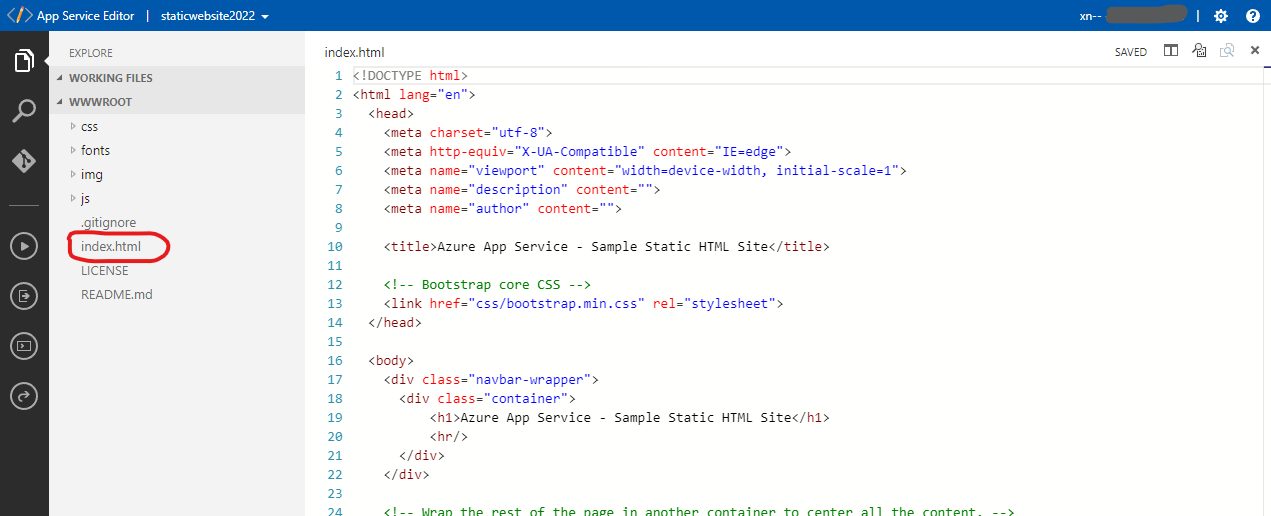 App Service Editor | staticwebsite2022
xn--
EXPLORE
WORKING FILES
WWWROOT
css
fonts
img
js
.gitignore
index.html
LICENSE
README.md
index.html
SAVED
1 <!DOCTYPE html>
2 <html lang="en">
3 <head>
4 <meta charset="utf-8">
5 <meta http-equiv="X-UA-Compatible" content="IE=edge">
6 <meta name="viewport" content="width=device-width, initial-scale=1">
7 <meta name="description" content="">
8 <meta name="author" content="">
9
10 <title>Azure App Service - Sample Static HTML Site</title>
11
12 <!-- Bootstrap core CSS -->
13 <link href="css/bootstrap.min.css" rel="stylesheet">
14 </head>
15
16 <body>
17 <div class="navbar-wrapper">
18 <div class="container">
19 <h1>Azure App Service - Sample Static HTML Site</h1>
20 <hr/>
21 </div>
22 </div>
23
24 <!-- Wrap the rest of the page in another container to center all the content. -->